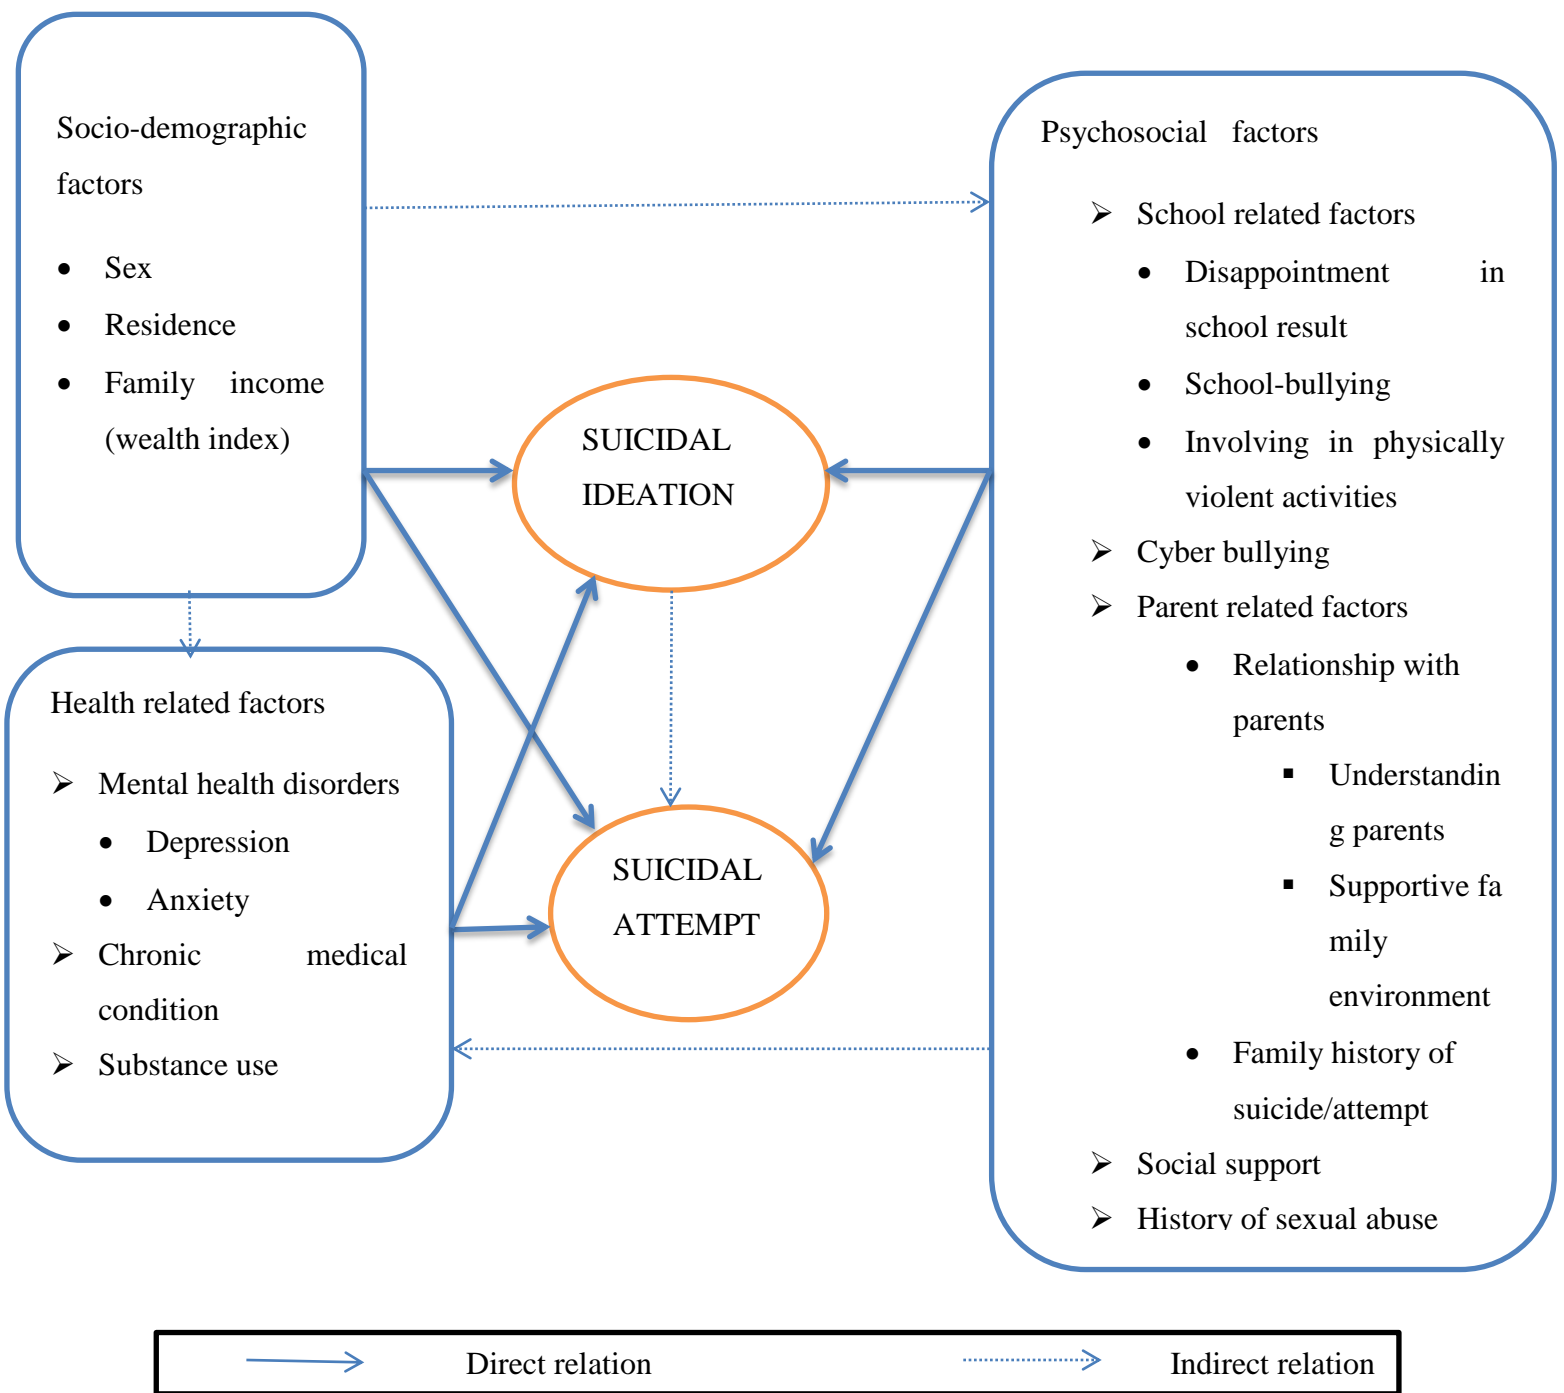 Socio-demographic
factors
• Sex
• Residence
• Family income
(wealth index)
Psychosocial factors
➢ School related factors
• Disappointment in
school result
• School-bullying
• Involving in physically
violent activities
➢ Cyber bullying
➢ Parent related factors
• Relationship with
parents
▪ Understandin
g parents
▪ Supportive fa
mily
environment
• Family history of
suicide/attempt
➢ Social support
➢ History of sexual abuse
SUICIDAL
IDEATION
Health related factors
➢ Mental health disorders
• Depression
• Anxiety
➢ Chronic medical
condition
➢ Substance use
SUICIDAL
ATTEMPT
Direct relation
Indirect relation